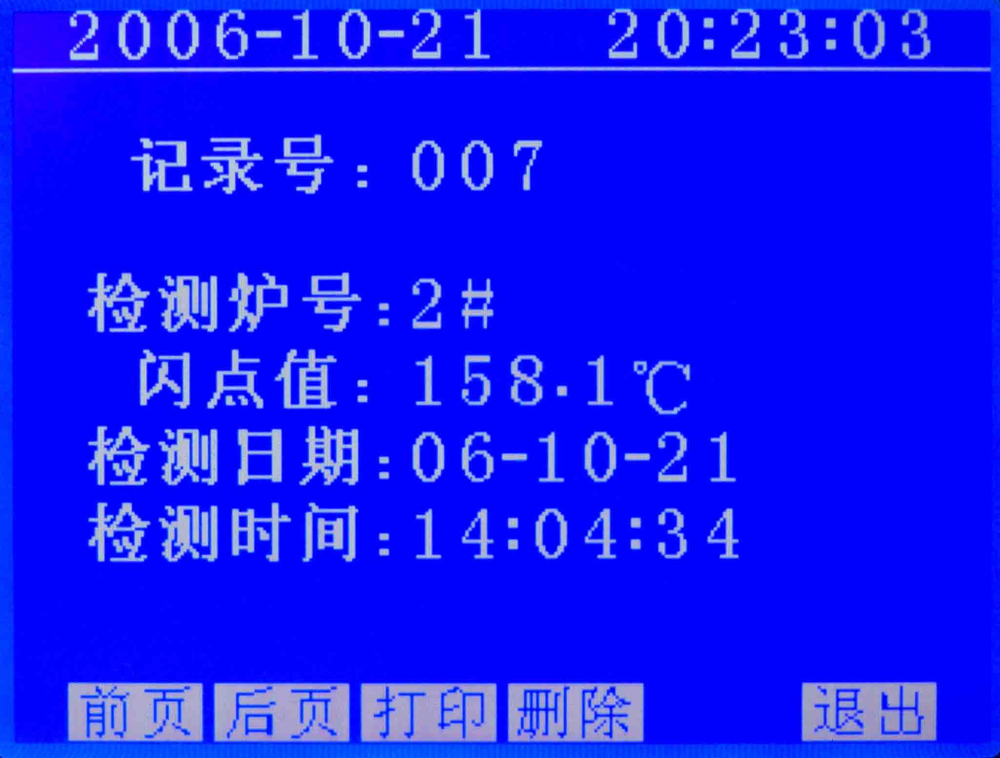 2006-10-21 20:23:03
记录号：007
检测炉号：2#
闪点值：158.1℃
检测日期：06-10-21
检测时间：14:04:34
前页 后页 打印 删除 退出